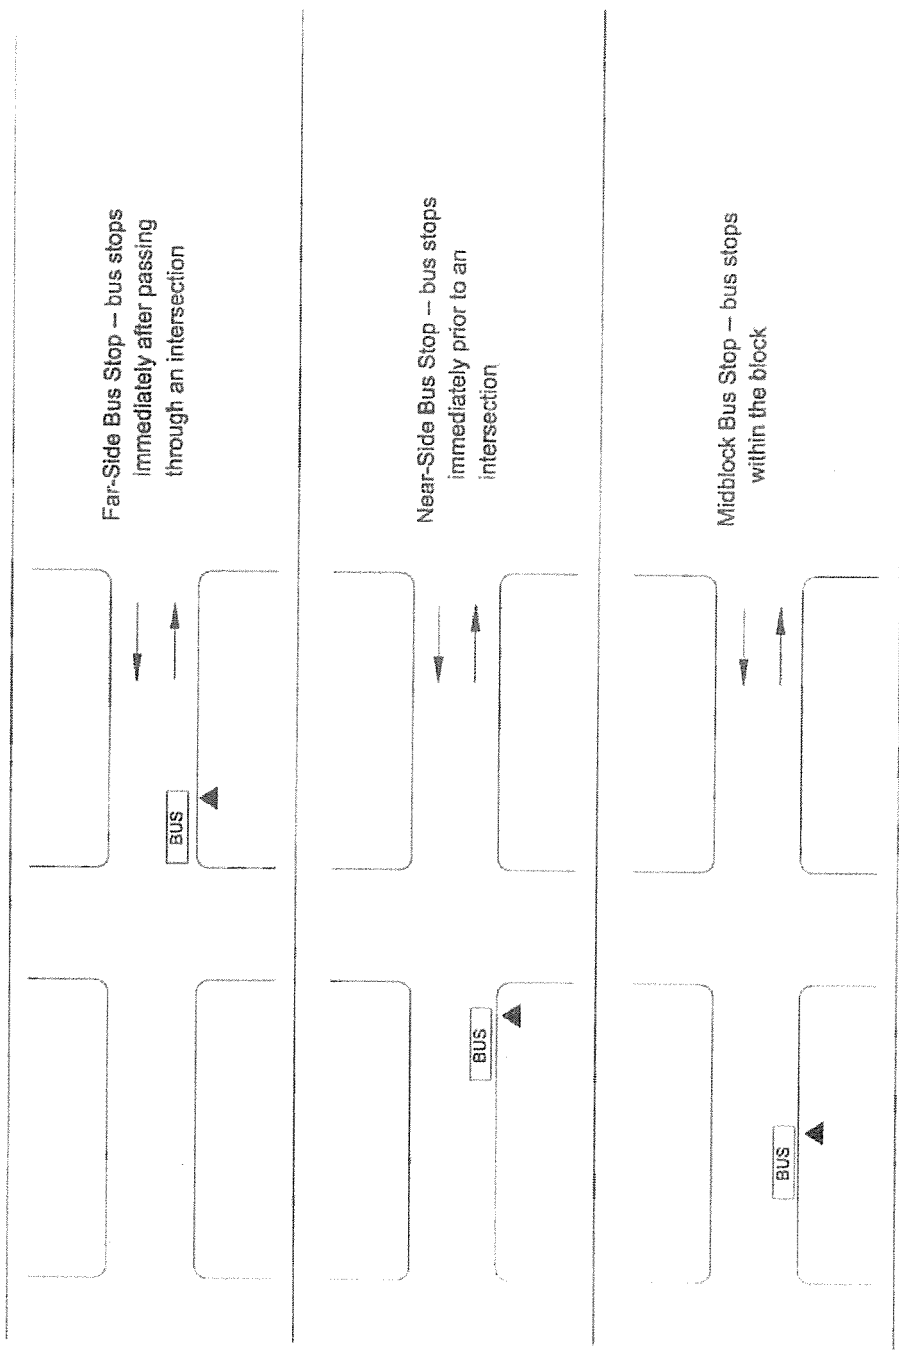 Far-Side Bus Stop – bus stops
immediately after passing
through an intersection
BUS
Near-Side Bus Stop – bus stops
immediately prior to an
intersection
BUS
Midblock Bus Stop – bus stops
within the block
BUS